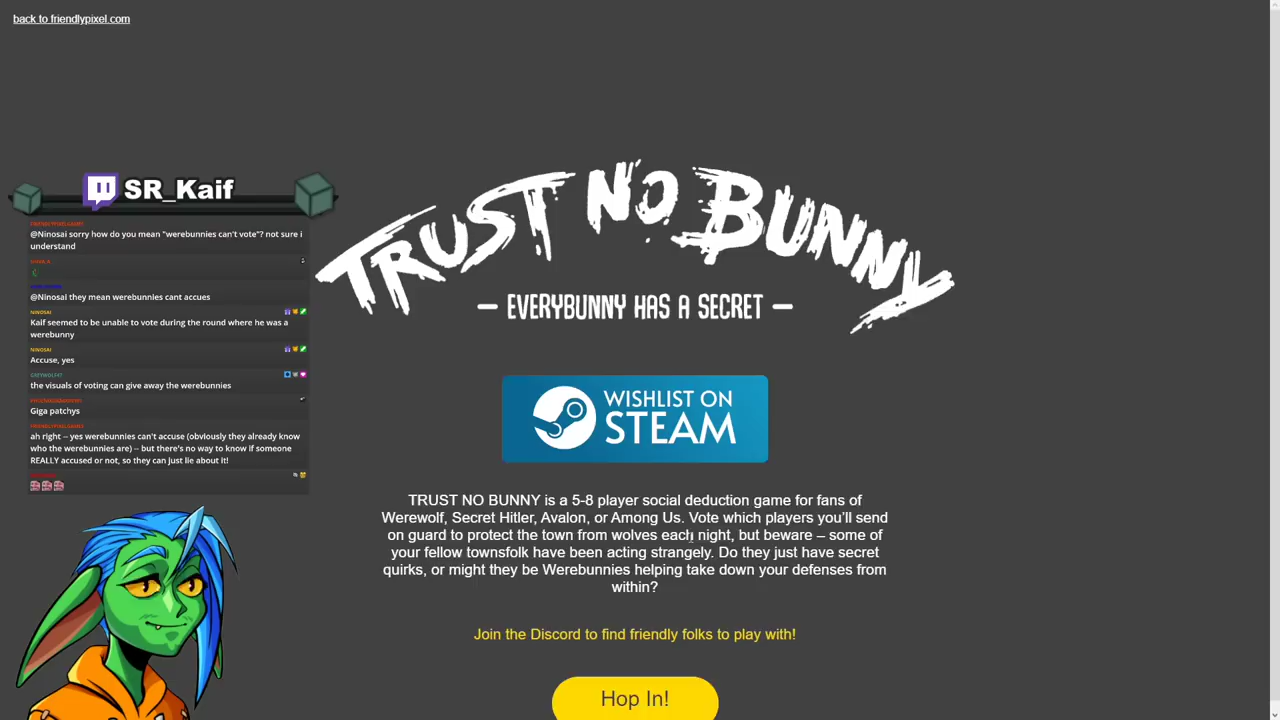 back to friendlypixel.com
TRUST NO BUNNY
– EVERYBUNNY HAS A SECRET –
WISHLIST ON
STEAM
TRUST NO BUNNY is a 5-8 player social deduction game for fans of
Werewolf, Secret Hitler, Avalon, or Among Us. Vote which players you'll send
on guard to protect the town from wolves each night, but beware – some of
your fellow townsfolk have been acting strangely. Do they just have secret
quirks, or might they be Werebunnies helping take down your defenses from
within?
Join the Discord to find friendly folks to play with!
Hop In!
SR_Kaif
@Ninosai sorry how do you mean "werebunnies can't vote"? not sure i
understand
@Ninosai they mean werebunnies cant accues
NINOSAI
Kaif seemed to be unable to vote during the round where he was a
werebunny
NINOSAI
Accuse, yes
GREYWOLF47
the visuals of voting can give away the werebunnies
Giga patchys
FRIENDLYPIXELGAMES
ah right -- yes werebunnies can't accuse (obviously they already know
who the werebunnies are) -- but there's no way to know if someone
REALLY accused or not, so they can just lie about it!